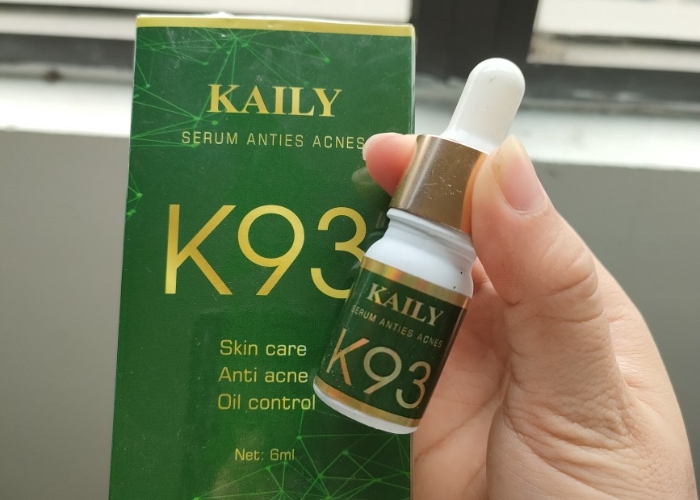 KAILY
SERUM ANTIES ACNES
K93
Skin care
Anti acne
Oil control
Net: 6ml
KAILY
SERUM ANTIES ACNES
K93